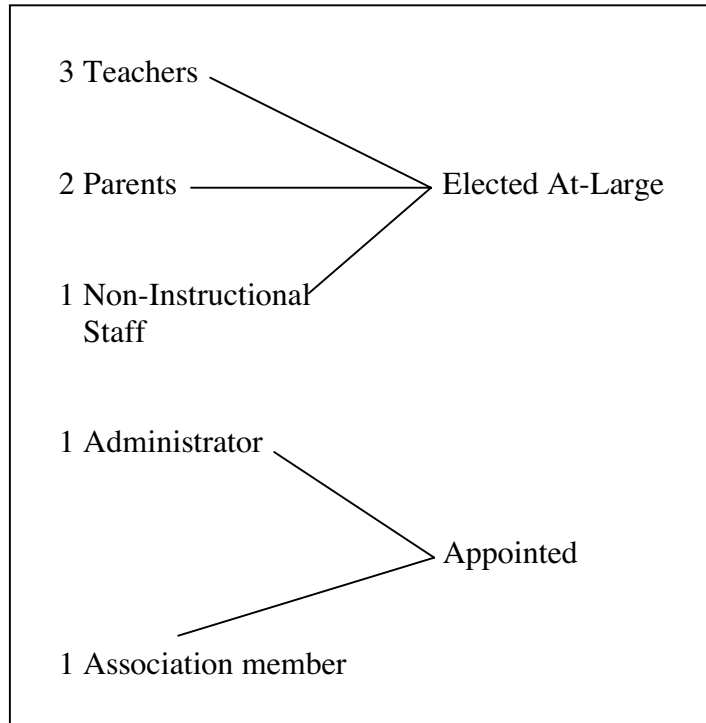 3 Teachers
2 Parents
Elected At-Large
1 Non-Instructional
Staff
1 Administrator
Appointed
1 Association member